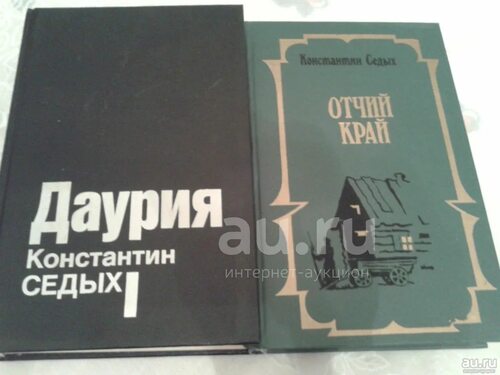 Даурия
Константин
СЕДЫХ I
Константин Седых
ОТЧИЙ
КРАЙ
au.ru
интернет-аукцион
au.ru